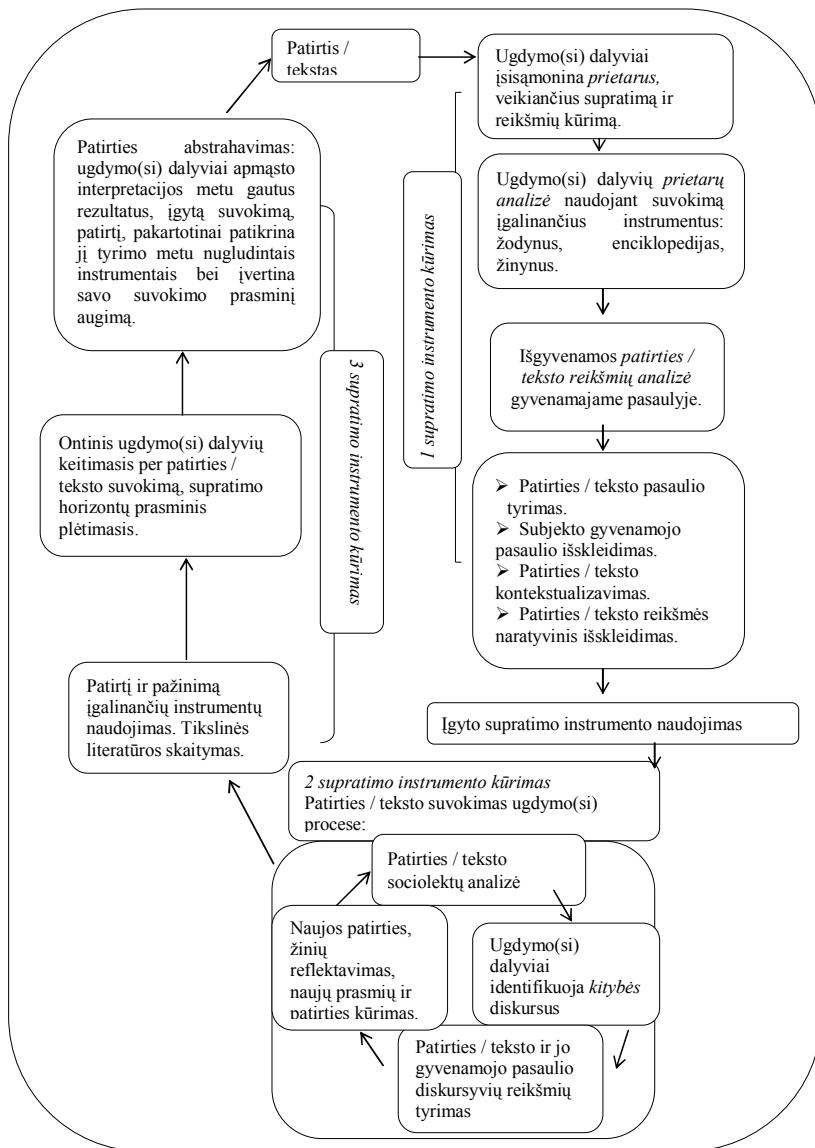 Patirtis /
tekstas
Ugdymo(si) dalyviai
įsisąmonina prietarus,
veikiančius supratimą ir
reikšmių kūrimą.
Ugdymo(si) dalyvių prietarų
analizė naudojant suvokimą
įgalinančius instrumentus:
žodynus, enciklopedijas,
žinynus.
1 supratimo instrumento kūrimas
Išgyvenamos patirties /
teksto reikšmių analizė
gyvenamajame pasaulyje.
➢ Patirties / teksto pasaulio
tyrimas.
➢ Subjekto gyvenamojo
pasaulio išskleidimas.
➢ Patirties / teksto
kontekstualizavimas.
➢ Patirties / teksto reikšmės
naratyvinis išskleidimas.
Įgyto supratimo instrumento naudojimas
2 supratimo instrumento kūrimas
Patirties / teksto suvokimas ugdymo(si)
procese:
Patirties / teksto
sociolektų analizė
Ugdymo(si)
dalyviai
identifikuoja kitybės
diskursus
Patirties / teksto ir jo
gyvenamojo pasaulio
diskursyvių reikšmių
tyrimas
Naujos patirties,
žinių
reflektavimas,
naujų prasmių ir
patirties kūrimas.
Patirtį ir pažinimą
įgalinančių instrumentų
naudojimas. Tikslinės
literatūros skaitymas.
3 supratimo instrumento kūrimas
Ontinis ugdymo(si) dalyvių
keitimasis per patirties /
teksto suvokimą, supratimo
horizontų prasminis
plėtimasis.
Patirties abstrahavimas:
ugdymo(si) dalyviai apmąsto
interpretacijos metu gautus
rezultatus, įgytą suvokimą,
patirtį, pakartotinai patikrina
jį tyrimo metu nugludintais
instrumentais bei įvertina
savo suvokimo prasminį
augimą.